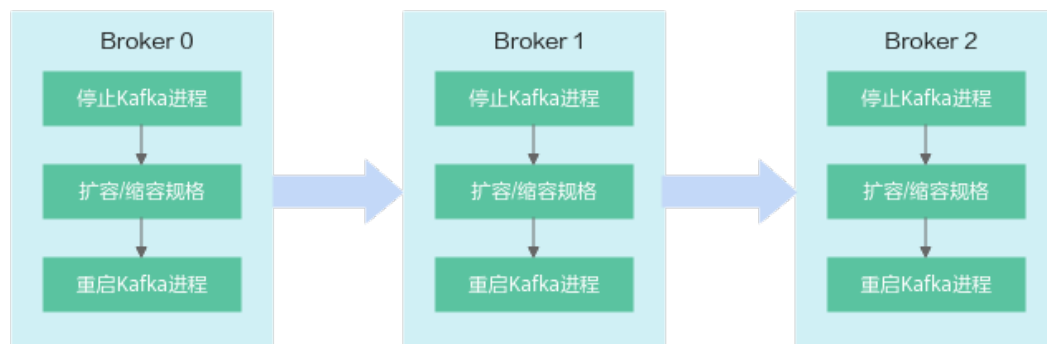 Broker 0
停止Kafka进程
扩容/缩容规格
重启Kafka进程
Broker 1
停止Kafka进程
扩容/缩容规格
重启Kafka进程
Broker 2
停止Kafka进程
扩容/缩容规格
重启Kafka进程